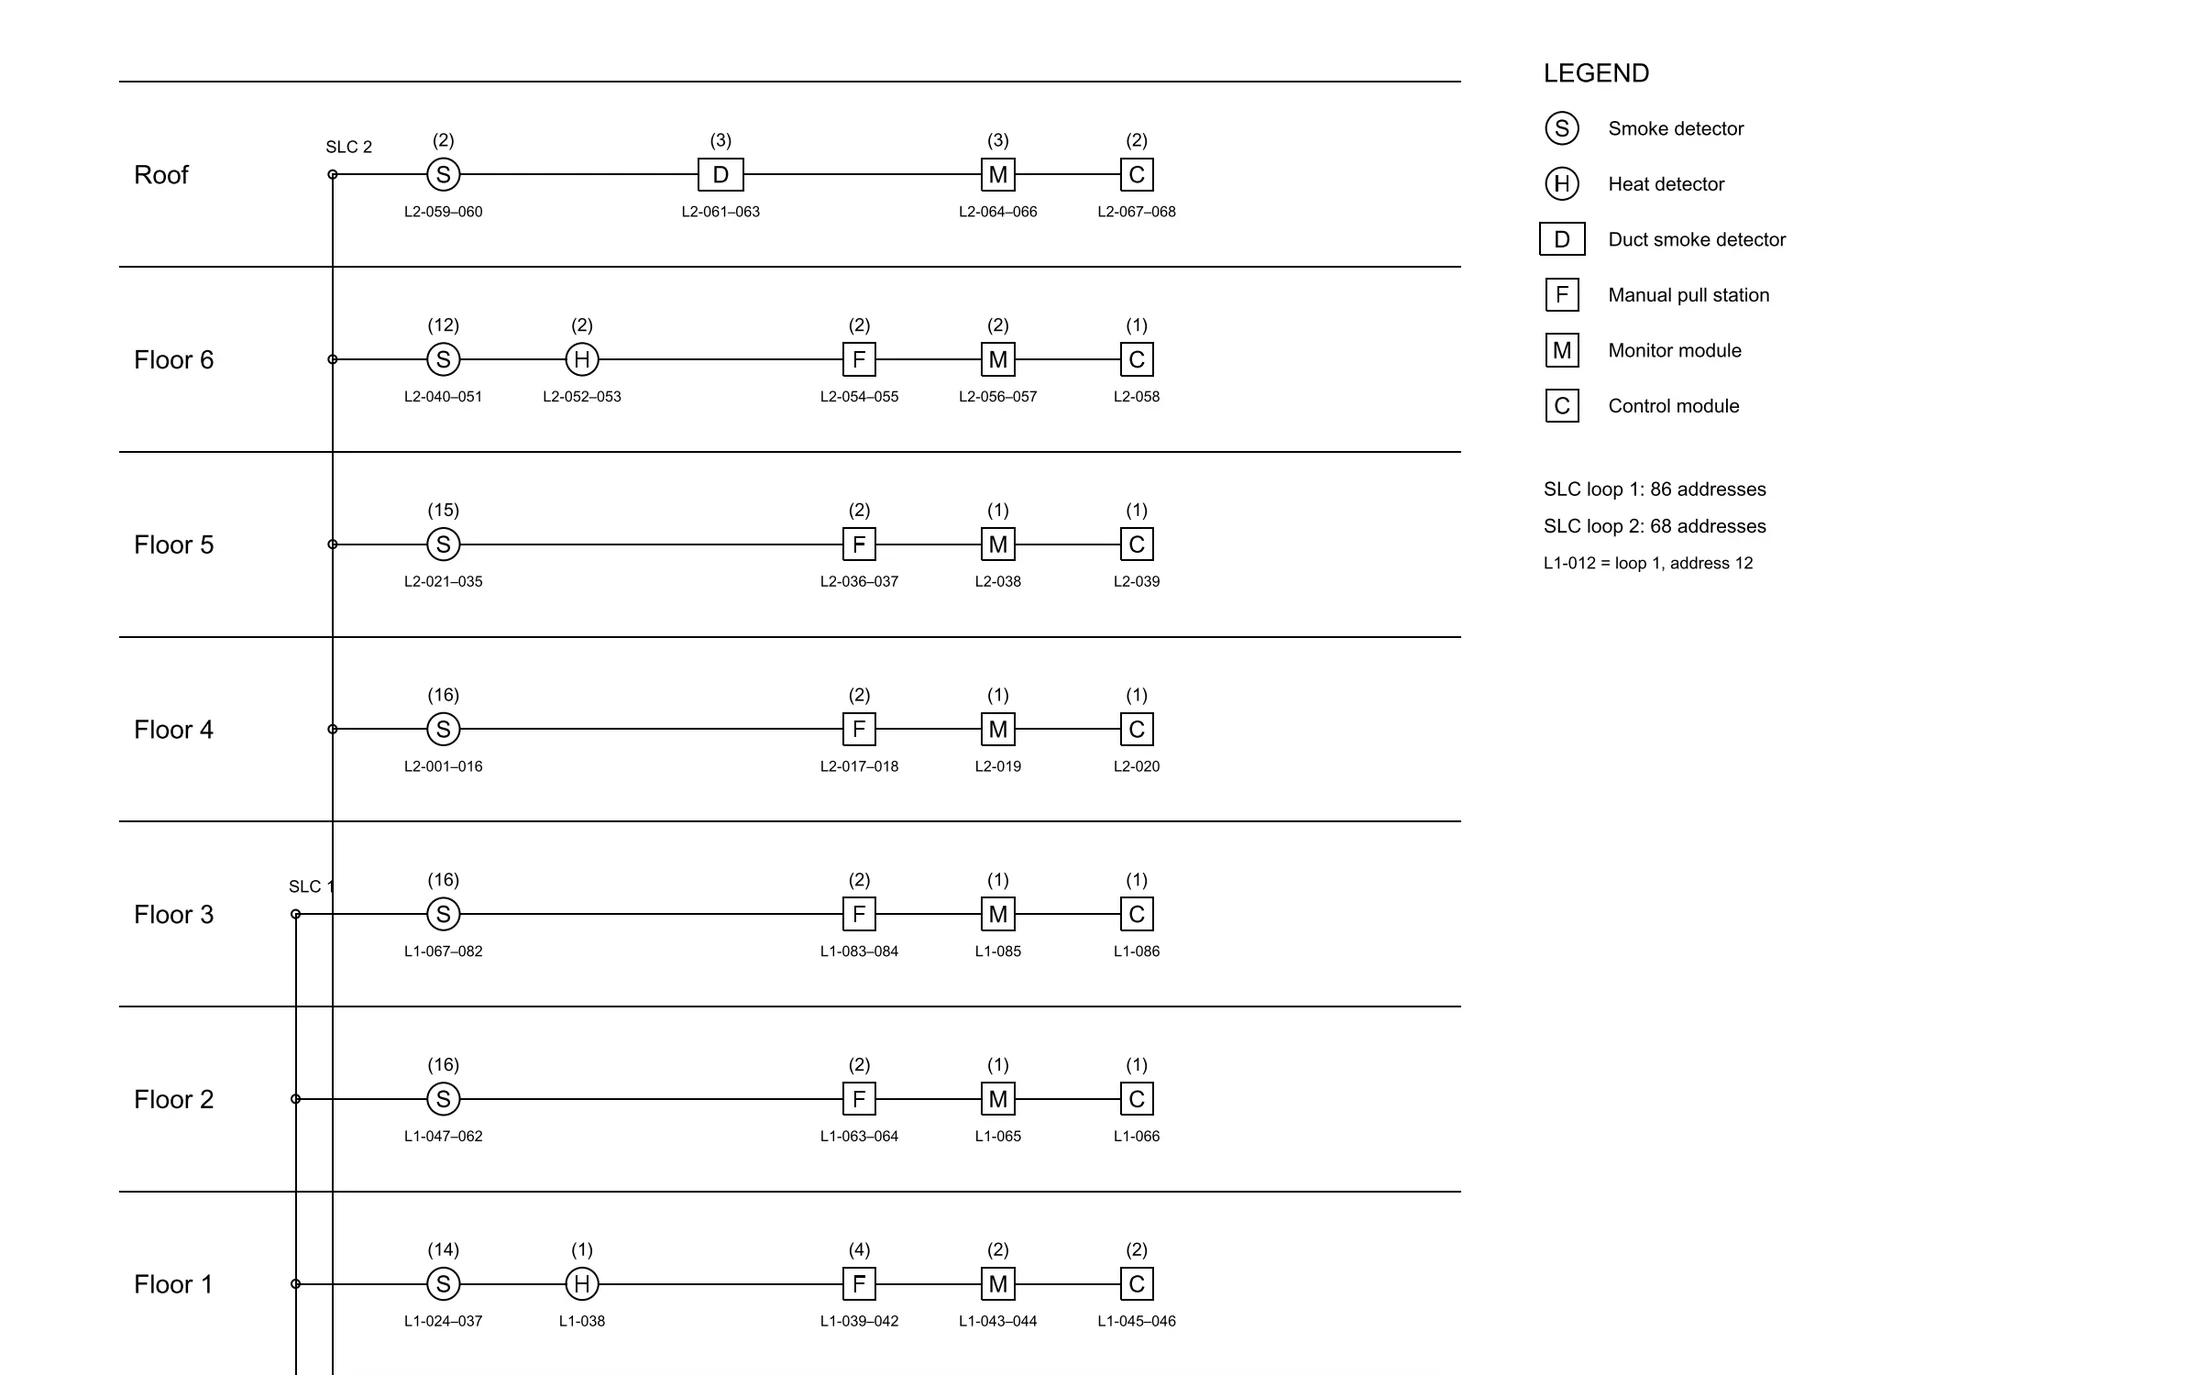 LEGEND
S Smoke detector
H Heat detector
D Duct smoke detector
F Manual pull station
M Monitor module
C Control module
SLC loop 1: 86 addresses
SLC loop 2: 68 addresses
L1-012 = loop 1, address 12
SLC 2
(2) (3) (3) (2)
Roof S D M C
L2-059–060 L2-061–063 L2-064–066 L2-067–068
(12) (2) (2) (2) (1)
Floor 6 S H F M C
L2-040–051 L2-052–053 L2-054–055 L2-056–057 L2-058
(15) (2) (1) (1)
Floor 5 S F M C
L2-021–035 L2-036–037 L2-038 L2-039
(16) (2) (1) (1)
Floor 4 S F M C
L2-001–016 L2-017–018 L2-019 L2-020
SLC 1
(16) (2) (1) (1)
Floor 3 S F M C
L1-067–082 L1-083–084 L1-085 L1-086
(16) (2) (1) (1)
Floor 2 S F M C
L1-047–062 L1-063–064 L1-065 L1-066
(14) (1) (4) (2) (2)
Floor 1 S H F M C
L1-024–037 L1-038 L1-039–042 L1-043–044 L1-045–046